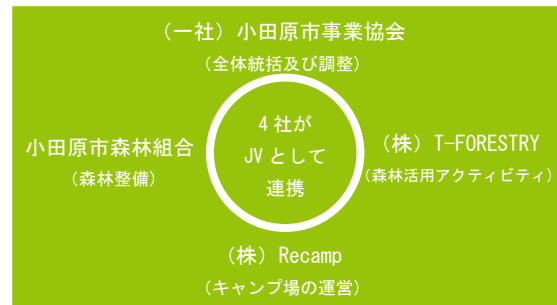 （一社）小田原市事業協会
（全体統括及び調整）
4 社が
JV として
連携
小田原市森林組合
（森林整備）
（株）T-FORESTRY
（森林活用アクティビティ）
（株）Recamp
（キャンプ場の運営）